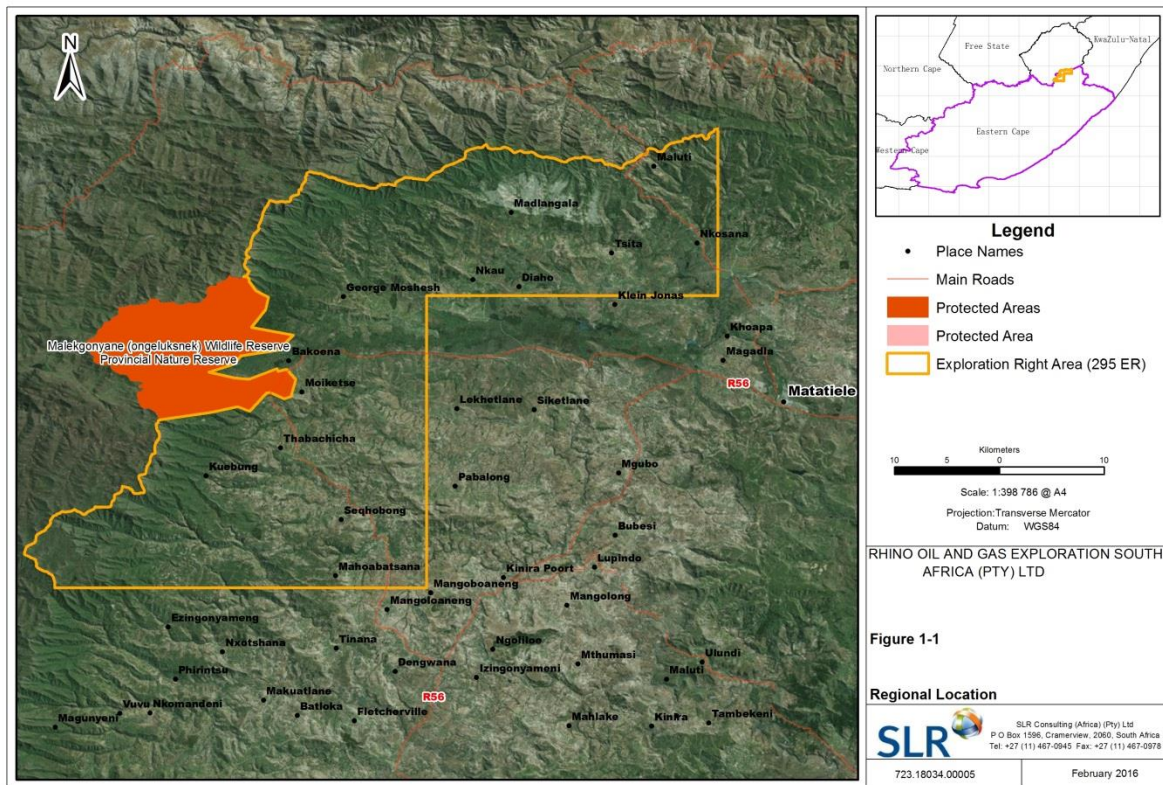 N
Maluti
Madlangala
Nkosana
Tsita
Nkau
Diaho
George Moshesh
Klein Jonas
Khoapa
Malekgonyane (ongeluksnek) Wildlife Reserve
Provincial Nature Reserve
Bakoena
Magadla
R56
Moiketse
Matatiele
Lekhetlane
Siketlane
Thabachicha
Kuebung
Mgubo
Pabalong
Seqhobong
Bubesi
Lupindo
Mahoabatsana
Kinira Poort
Mangoboaneng
Mangoloaneng
Mangolong
Ezingonyameng
Nxotshana
Tinana
Ngoliloe
Mthumasi
Ulundi
Phirintsu
Dengwana
Izingonyameni
Maluti
Makuatlane
R56
Vuvu
Nkomandeni
Batloka
Fletcherville
Magunyeni
Mahlake
Kinira
Tambekeni
KwaZulu-Natal
Free State
Northern Cape
Eastern Cape
Western Cape
Legend
Place Names
Main Roads
Protected Areas
Protected Area
Exploration Right Area (295 ER)
Kilometers
10 5 0 10
Scale: 1:398 786 @ A4
Projection:Transverse Mercator
Datum: WGS84
RHINO OIL AND GAS EXPLORATION SOUTH
AFRICA (PTY) LTD
Figure 1-1
Regional Location
SLR
SLR Consulting (Africa) (Pty) Ltd
P O Box 1596, Cramerview, 2060, South Africa
Tel: +27 (11) 467-0945 Fax: +27 (11) 467-0978
723.18034.00005
February 2016